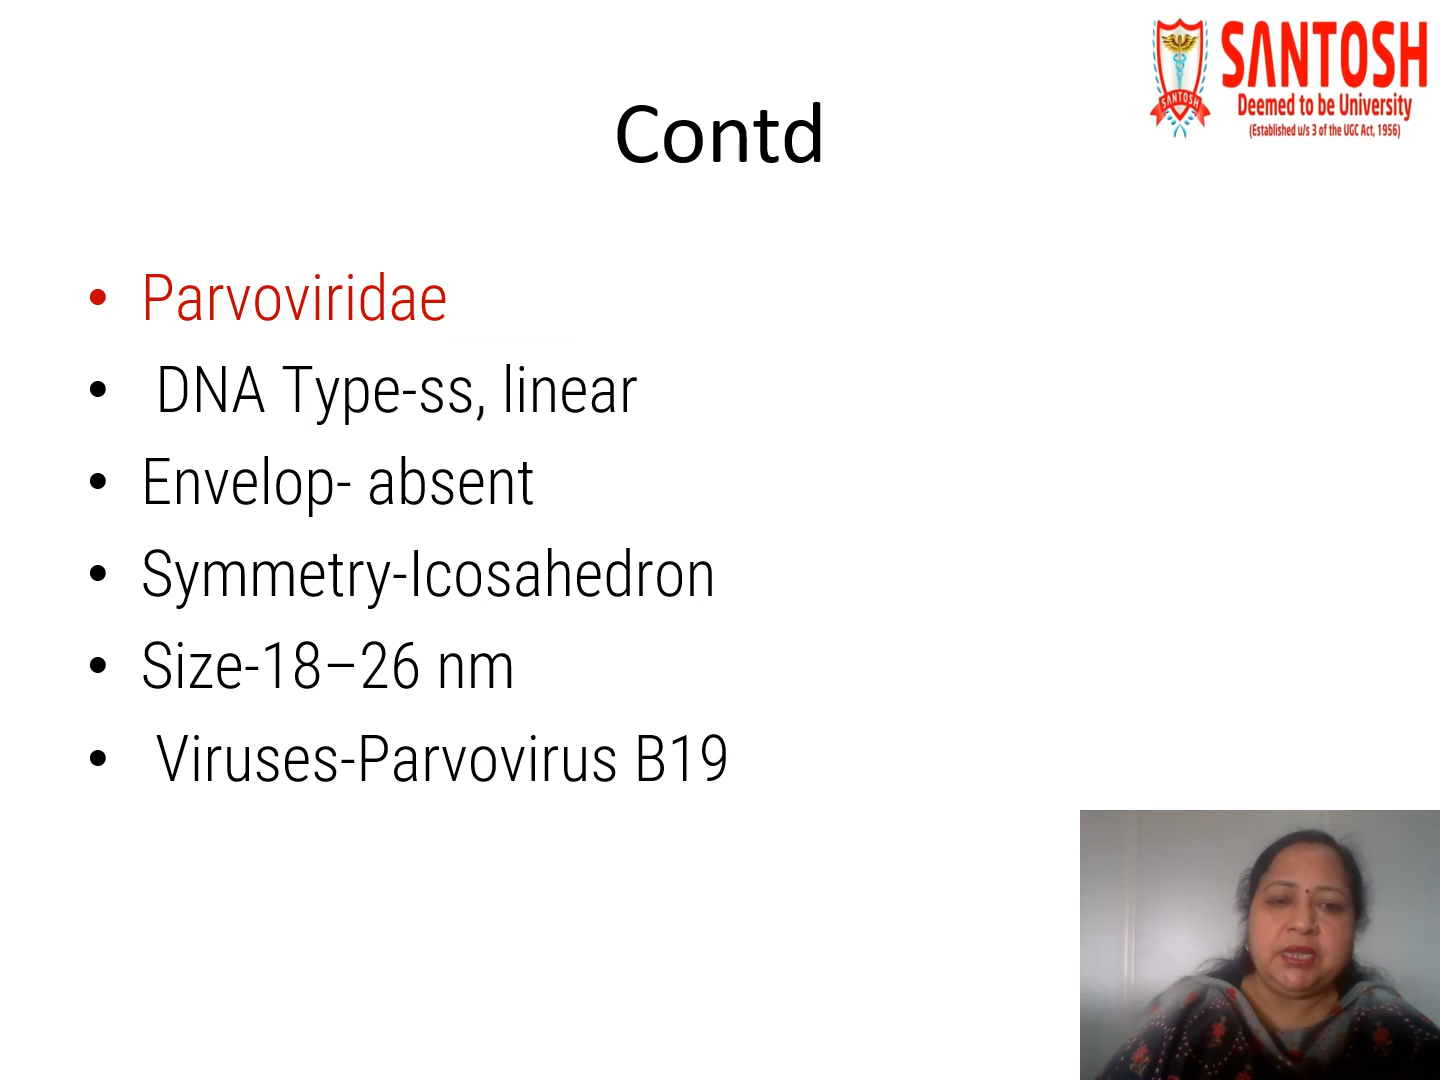 SANTOSH
Deemed to be University
(Established u/s 3 of the UGC Act, 1956)
SANTOSH
Contd
• Parvoviridae
• DNA Type-ss, linear
• Envelop- absent
• Symmetry-Icosahedron
• Size-18–26 nm
• Viruses-Parvovirus B19